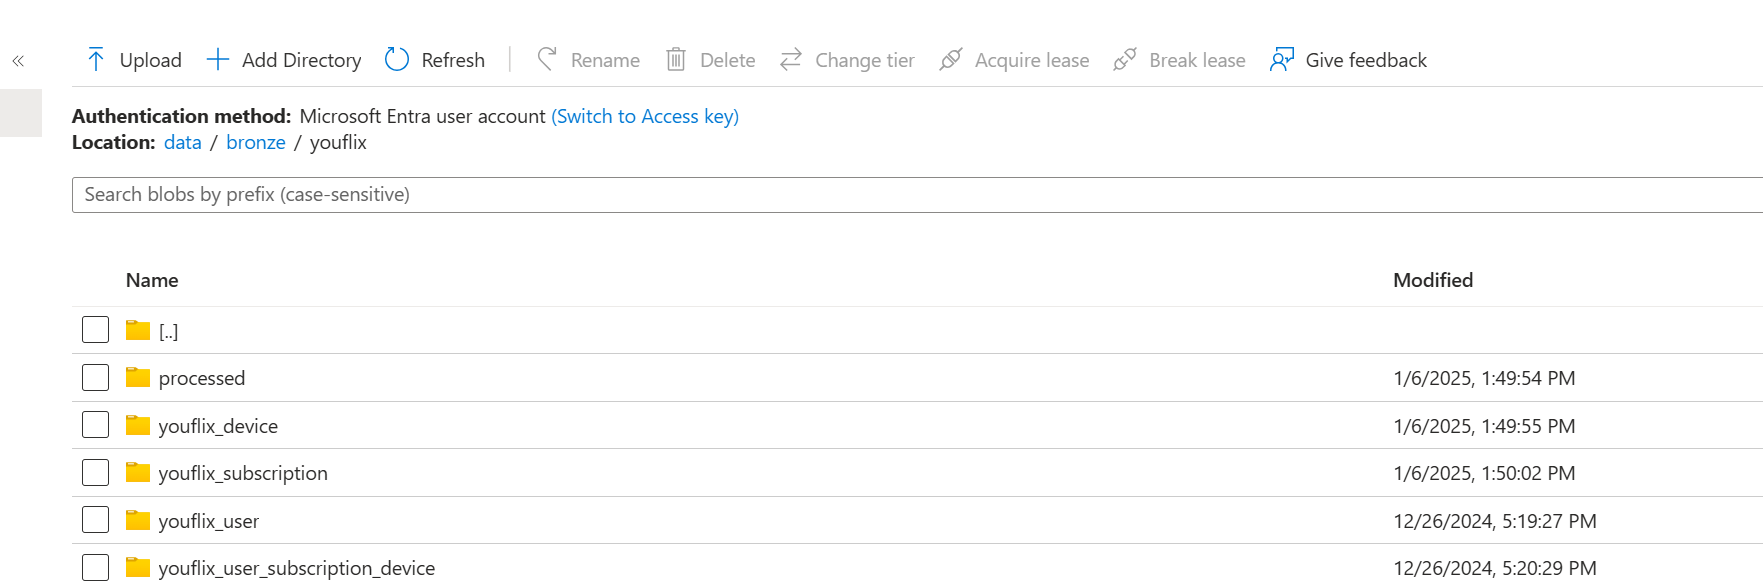 « Upload Add Directory Refresh Rename Delete Change tier Acquire lease Break lease Give feedback
Authentication method: Microsoft Entra user account (Switch to Access key)
Location: data / bronze / youflix
Search blobs by prefix (case-sensitive)
Name Modified
[..]
processed 1/6/2025, 1:49:54 PM
youflix_device 1/6/2025, 1:49:55 PM
youflix_subscription 1/6/2025, 1:50:02 PM
youflix_user 12/26/2024, 5:19:27 PM
youflix_user_subscription_device 12/26/2024, 5:20:29 PM